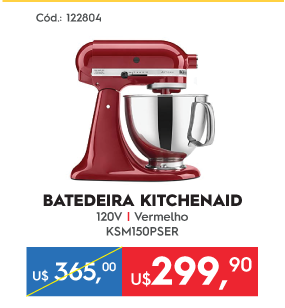 Cód.: 122804
BATEDEIRA KITCHENAID
120V | Vermelho
KSM150PSER
U$ 365,00
U$ 299,90